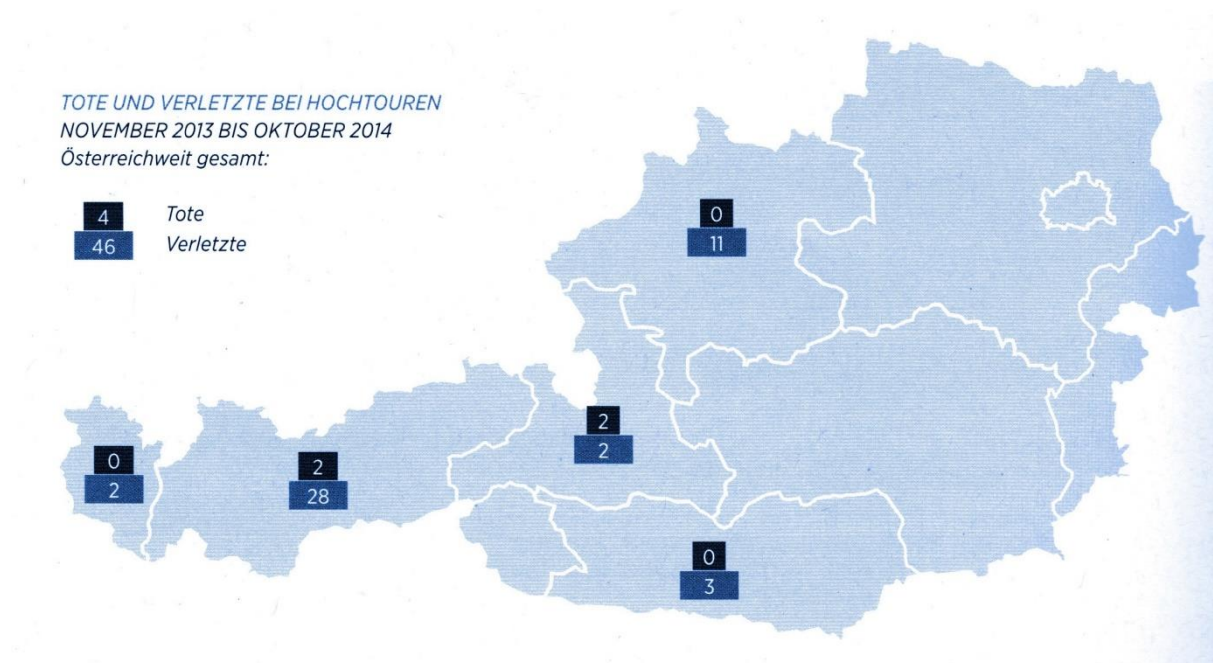 TOTE UND VERLETZTE BEI HOCHTOUREN
NOVEMBER 2013 BIS OKTOBER 2014
Österreichweit gesamt:
4 Tote
46 Verletzte
0
11
2
2
0
2
2
28
0
3